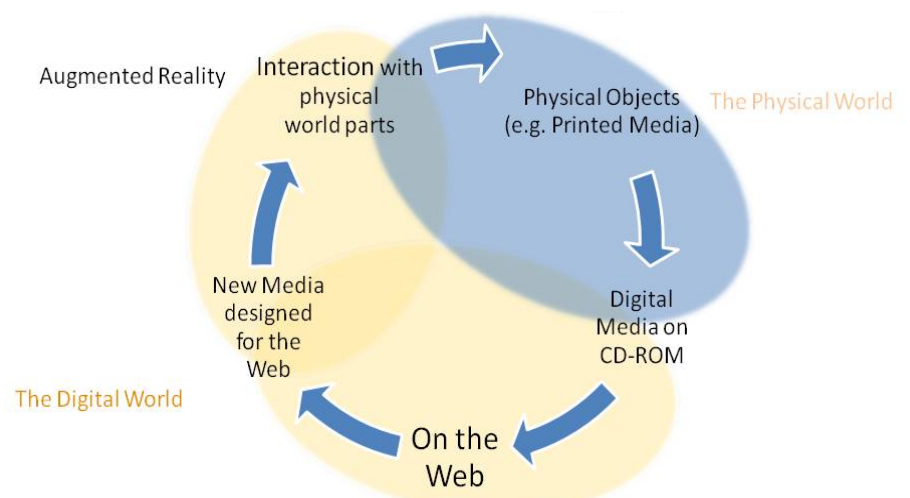 Augmented Reality
Interaction with
physical
world parts
Physical Objects
(e.g. Printed Media)
The Physical World
Digital
Media on
CD-ROM
On the
Web
New Media
designed
for the
Web
The Digital World